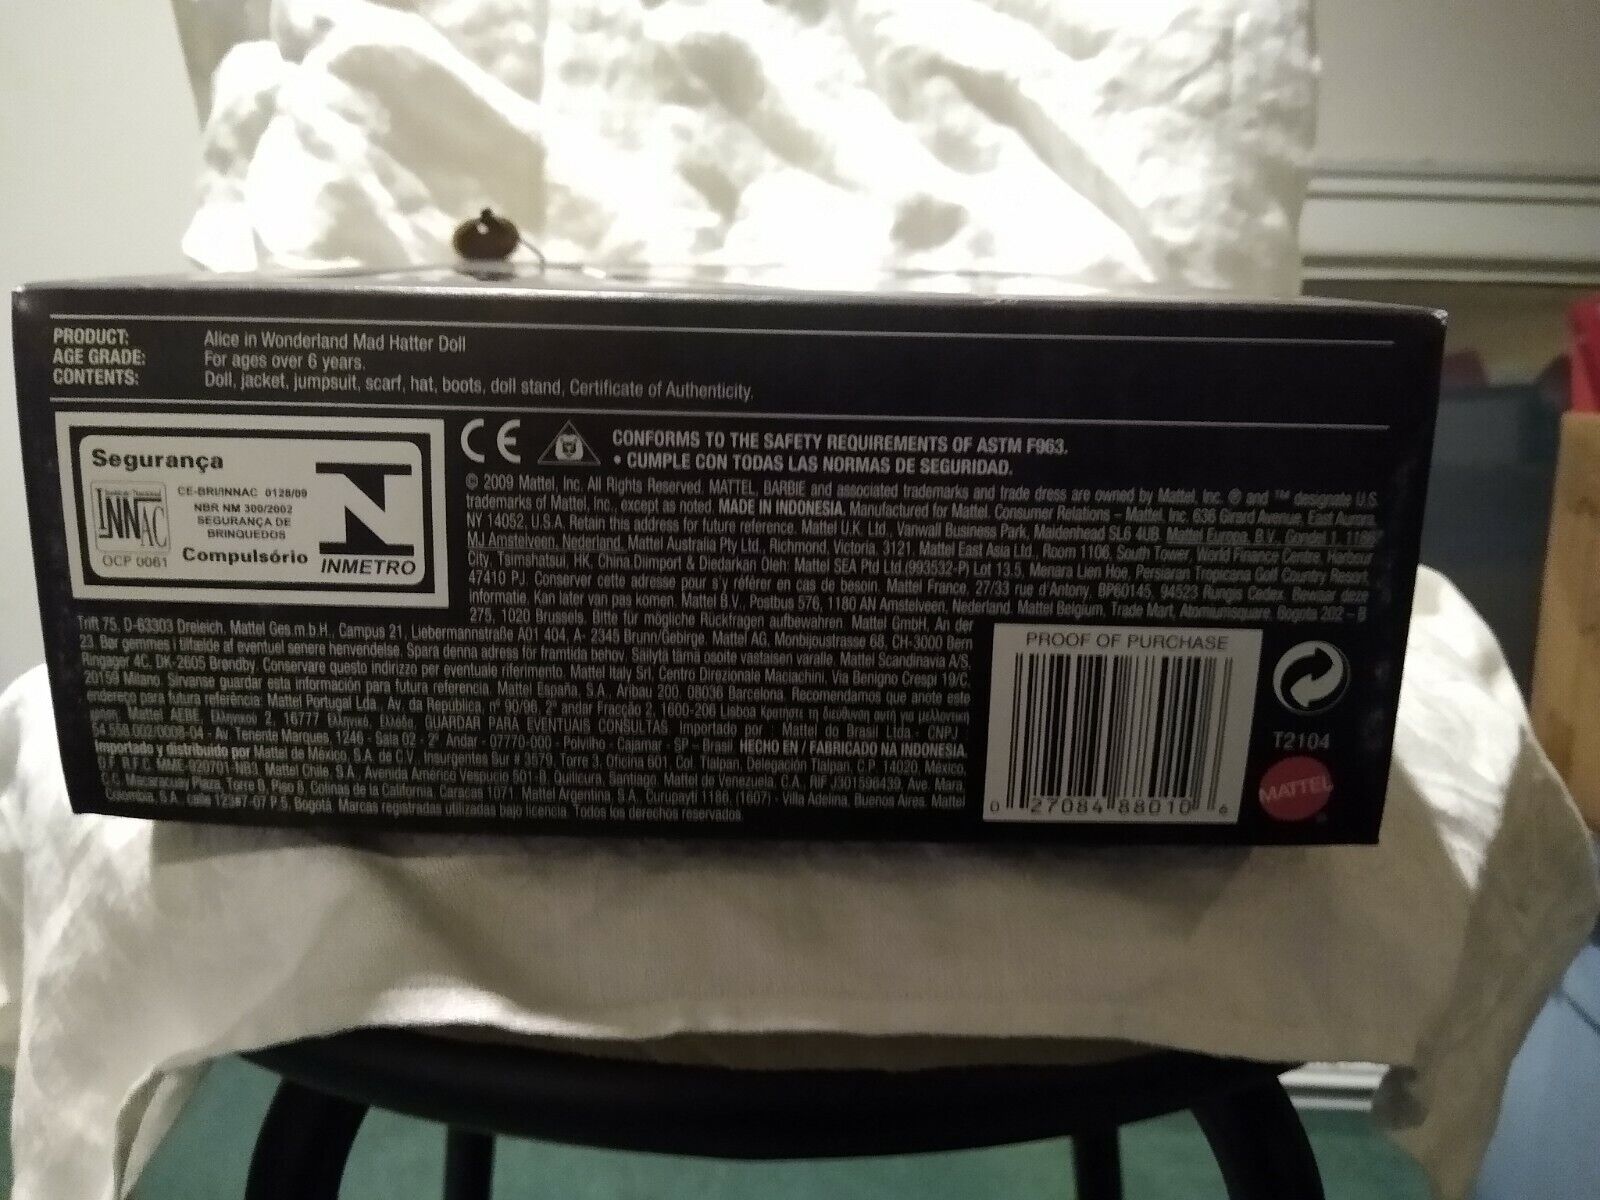 PRODUCT: Alice in Wonderland Mad Hatter Doll
AGE GRADE: For ages over 6 years.
CONTENTS: Doll, jacket, jumpsuit, scarf, hat, boots, doll stand, Certificate of Authenticity.
Segurança
INNAC
OCP 0061
CE-BRI/INNAC 0128/09
NBR NM 300/2002
SEGURANÇA DE
BRINQUEDOS
Compulsório
INMETRO
CE
CONFORMS TO THE SAFETY REQUIREMENTS OF ASTM F963.
• CUMPLE CON TODAS LAS NORMAS DE SEGURIDAD.
© 2009 Mattel, Inc. All Rights Reserved. MATTEL, BARBIE and associated trademarks and trade dress are owned by Mattel, Inc. ® and ™ designate U.S.
trademarks of Mattel, Inc., except as noted. MADE IN INDONESIA. Manufactured for Mattel. Consumer Relations – Mattel, Inc. 636 Girard Avenue, East Aurora,
NY 14052, U.S.A. Retain this address for future reference. Mattel U.K. Ltd., Vanwall Business Park, Maidenhead SL6 4UB. Mattel Europa, B.V., Gondel 1, 1186
MJ Amstelveen, Nederland. Mattel Australia Pty Ltd., Richmond, Victoria, 3121. Mattel East Asia Ltd., Room 1106, South Tower, World Finance Centre, Harbour
City, Tsimshatsui, HK, China. Diimport & Diedarkan Oleh: Mattel SEA Ptd Ltd.(993532-P) Lot 13.5, Menara Lien Hoe, Persiaran Tropicana Golf Country Resort,
47410 PJ. Conserver cette adresse pour s'y référer en cas de besoin. Mattel France, 27/33 rue d'Antony, BP60145, 94523 Rungis Cedex. Bewaar deze
informatie. Kan later van pas komen. Mattel B.V., Postbus 576, 1180 AN Amstelveen, Nederland. Mattel Belgium, Trade Mart, Atomiumsquare, Bogota 202 – B
275, 1020 Brussels. Bitte für mögliche Rückfragen aufbewahren. Mattel GmbH, An der
Trift 75, D-63303 Dreieich. Mattel Ges.m.b.H., Campus 21, Liebermannstraße A01 404, A- 2345 Brunn/Gebirge. Mattel AG, Monbijoustrasse 68, CH-3000 Bern
23. Bør gemmes i tilfælde af eventuel senere henvendelse. Spara denna adress för framtida behov. Säilytä tämä osoite vastaisen varalle. Mattel Scandinavia A/S,
Ringager 4C, DK-2605 Brøndby. Conservare questo indirizzo per eventuale riferimento. Mattel Italy Srl, Centro Direzionale Maciachini, Via Benigno Crespi 19/C,
20159 Milano. Sírvanse guardar esta información para futura referencia. Mattel España, S.A., Aribau 200, 08036 Barcelona. Recomendamos que anote este
endereço para futura referência: Mattel Portugal Lda., Av. da República, nº 90/96, 2º andar Fracção 2, 1600-206 Lisboa Κρατήστε τη διεύθυνση αυτή για μελλοντική
Mattel AEBE, Ελληνικού 2, 16777 Ελληνικό, Ελλάδα. GUARDAR PARA EVENTUAIS CONSULTAS Importado por : Mattel do Brasil Ltda.- CNPJ :
54.558.002/0008-04 - Av. Tenente Marques, 1246 - Sala 02 - 2º Andar - 07770-000 - Polvilho - Cajamar - SP – Brasil HECHO EN / FABRICADO NA INDONESIA.
Importado y distribuido por Mattel de México, S.A. de C.V., Insurgentes Sur # 3579, Torre 3, Oficina 601, Col. Tlalpan, Delegación Tlalpan, C.P. 14020, México,
D.F. R.F.C. MME-920701-NB3. Mattel Chile, S.A., Avenida Américo Vespucio 501-B, Quilicura, Santiago. Mattel de Venezuela, C.A., RIF J301596439, Ave. Mara,
C.C. Macaracuay Plaza, Torre B, Piso 8, Colinas de la California, Caracas 1071. Mattel Argentina, S.A., Curupaytí 1186, (1607) - Villa Adelina, Buenos Aires. Mattel
Colombia, S.A., calle 123#7-07 P.5, Bogotá. Marcas registradas utilizadas bajo licencia. Todos los derechos reservados.
PROOF OF PURCHASE
0 27084 88010 6
T2104
MATTEL